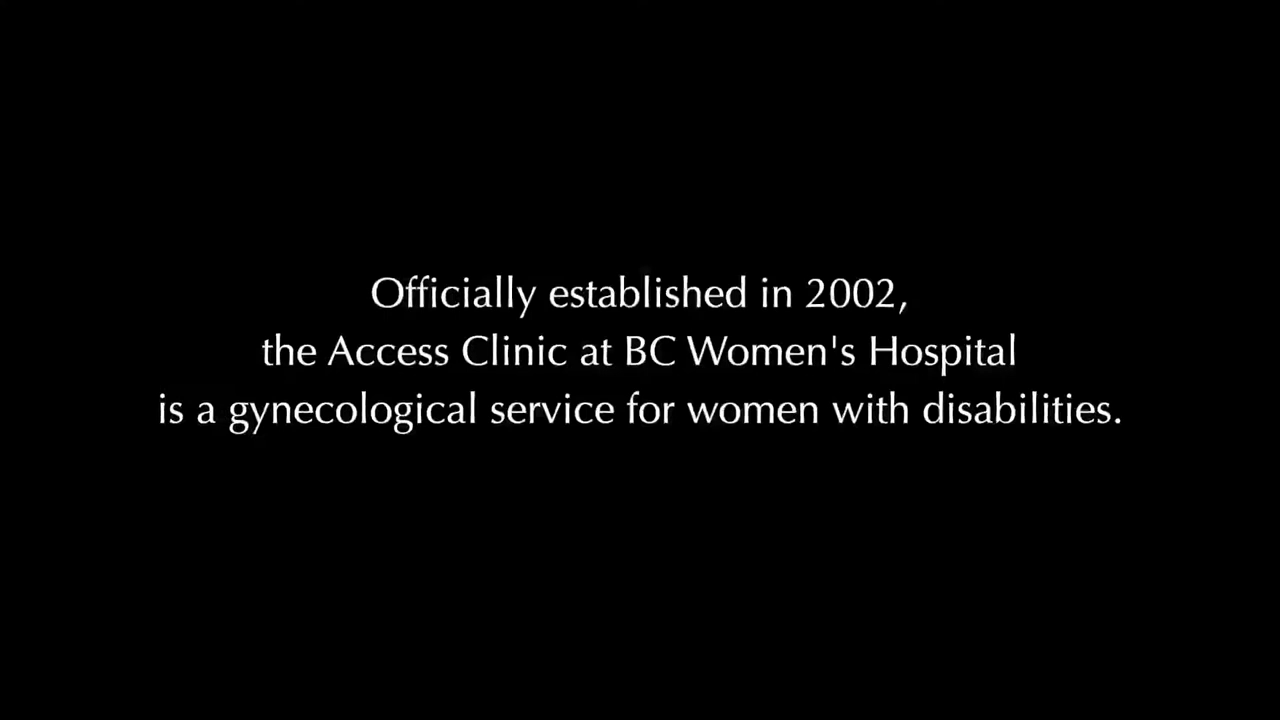 Officially established in 2002,
the Access Clinic at BC Women's Hospital
is a gynecological service for women with disabilities.